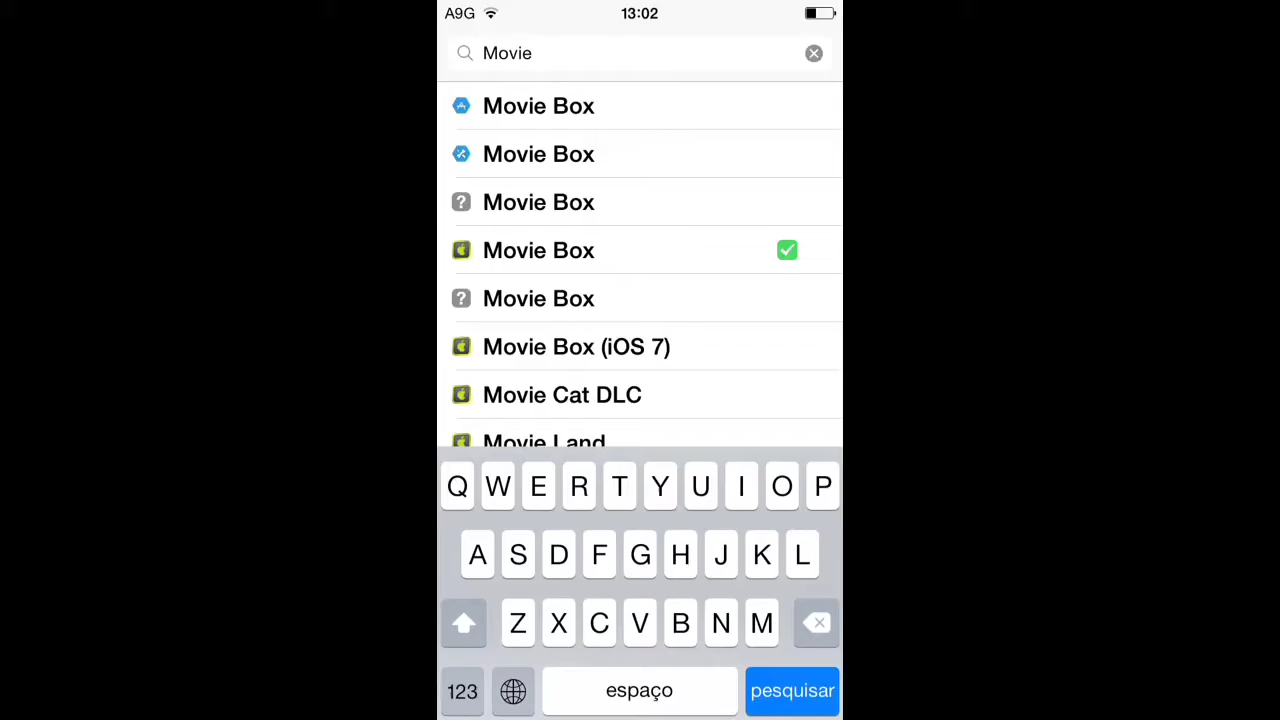 A9G 13:02
Movie
Movie Box
Movie Box
? Movie Box
Movie Box
? Movie Box
Movie Box (iOS 7)
Movie Cat DLC
Movie Land
Q W E R T Y U I O P
A S D F G H J K L
Z X C V B N M
123 espaço pesquisar